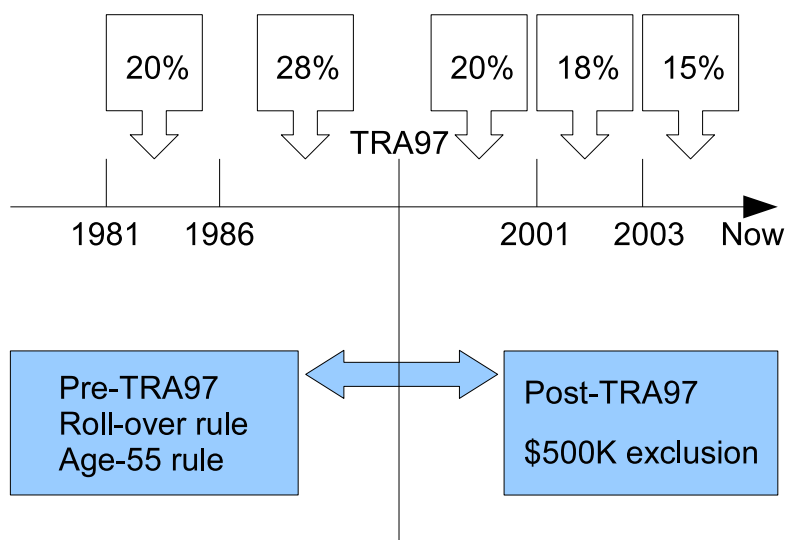 20%
28%
20%
18%
15%
TRA97
1981
1986
2001
2003
Now
Pre-TRA97
Roll-over rule
Age-55 rule
Post-TRA97
$500K exclusion